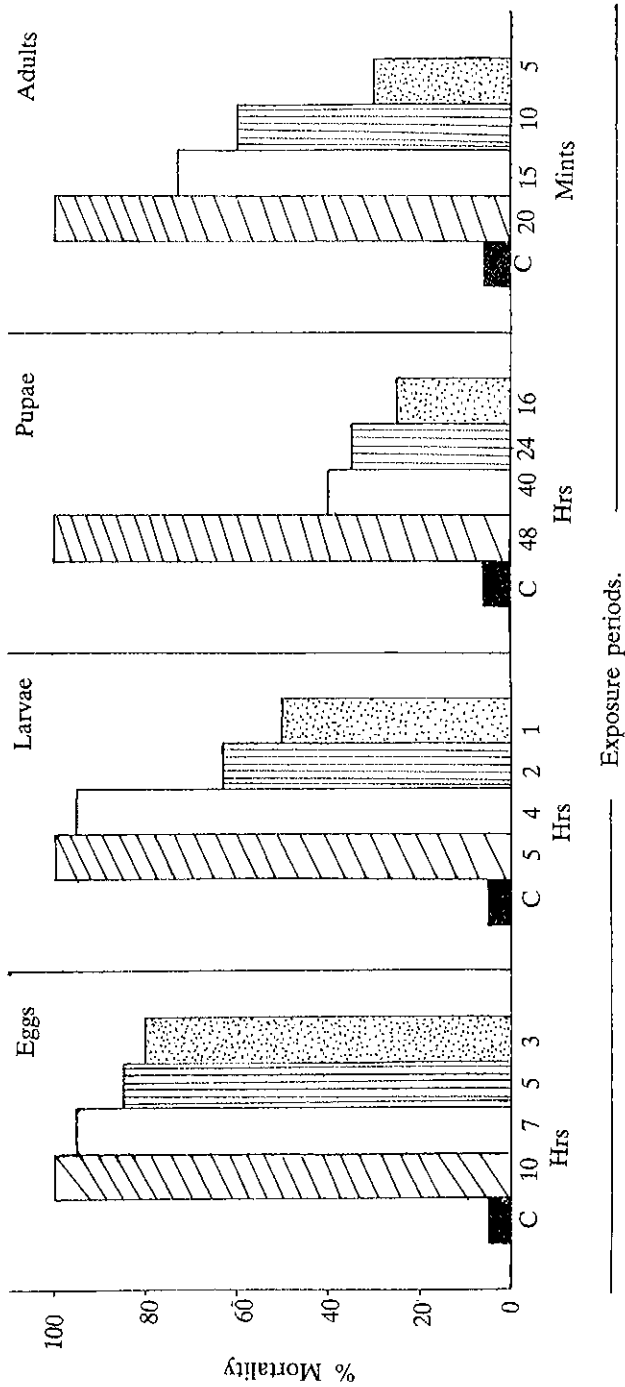 Eggs
Larvae
Pupae
Adults
% Mortality
100
80
60
40
20
0
C 10 7 5 3
Hrs
C 5 4 2 1
Hrs
C 48 40 24 16
Hrs
C 20 15 10 5
Mints
Exposure periods.